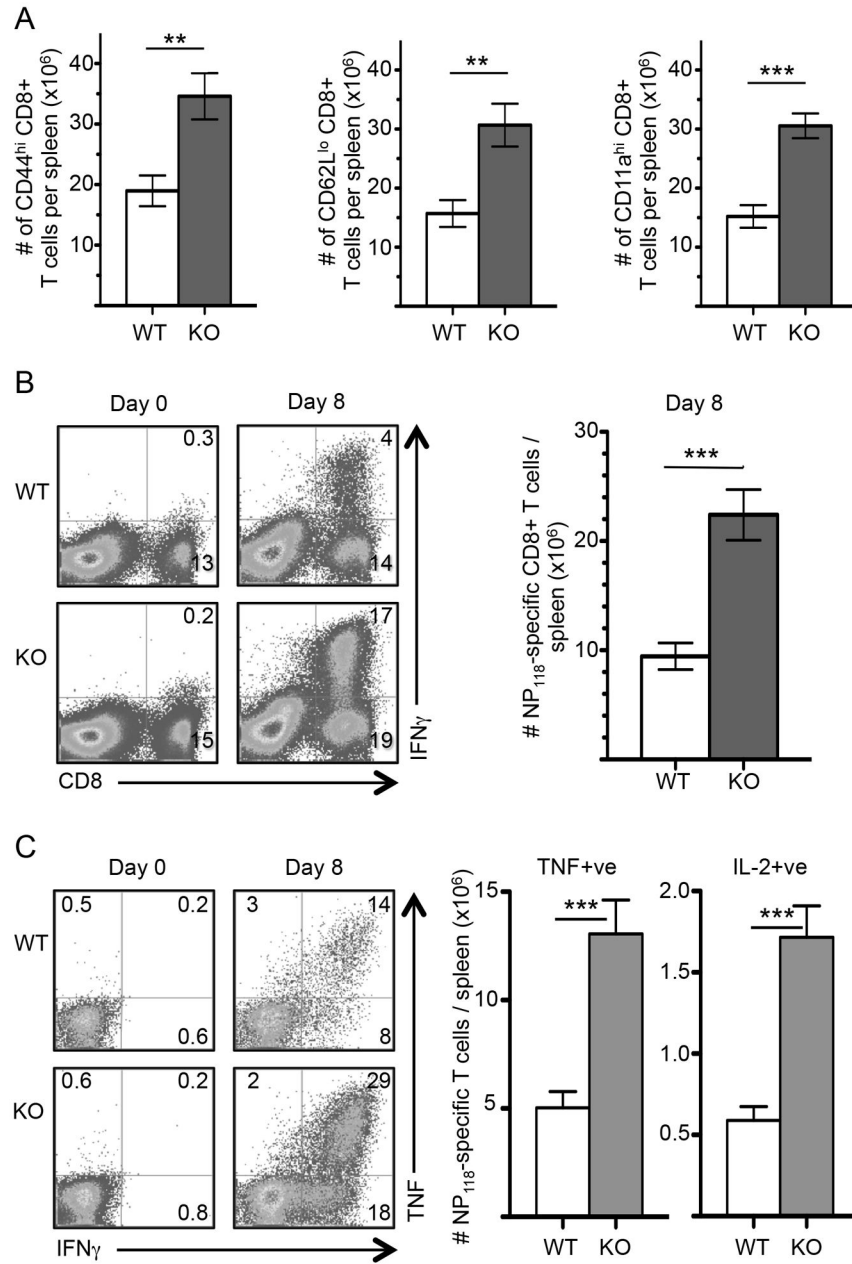 A
# of CD44hi CD8+
T cells per spleen (x10⁶)
40
30
20
10
**
WT KO
# of CD62Llo CD8+
T cells per spleen (x10⁶)
40
30
20
10
**
WT KO
# of CD11ahi CD8+
T cells per spleen (x10⁶)
40
30
20
10
***
WT KO
B
Day 0 Day 8
WT
0.3
13
4
14
KO
0.2
15
17
19
CD8
IFNγ
Day 8
# NP₁₁₈-specific CD8+ T cells /
spleen (x10⁶)
30
20
10
***
WT KO
C
Day 0 Day 8
WT
0.5 0.2
0.6
3 14
8
KO
0.6 0.2
0.8
2 29
18
IFNγ
TNF
# NP₁₁₈-specific T cells / spleen (x10⁶)
TNF+ve
15
10
5
***
WT KO
IL-2+ve
2.0
1.5
1.0
0.5
***
WT KO